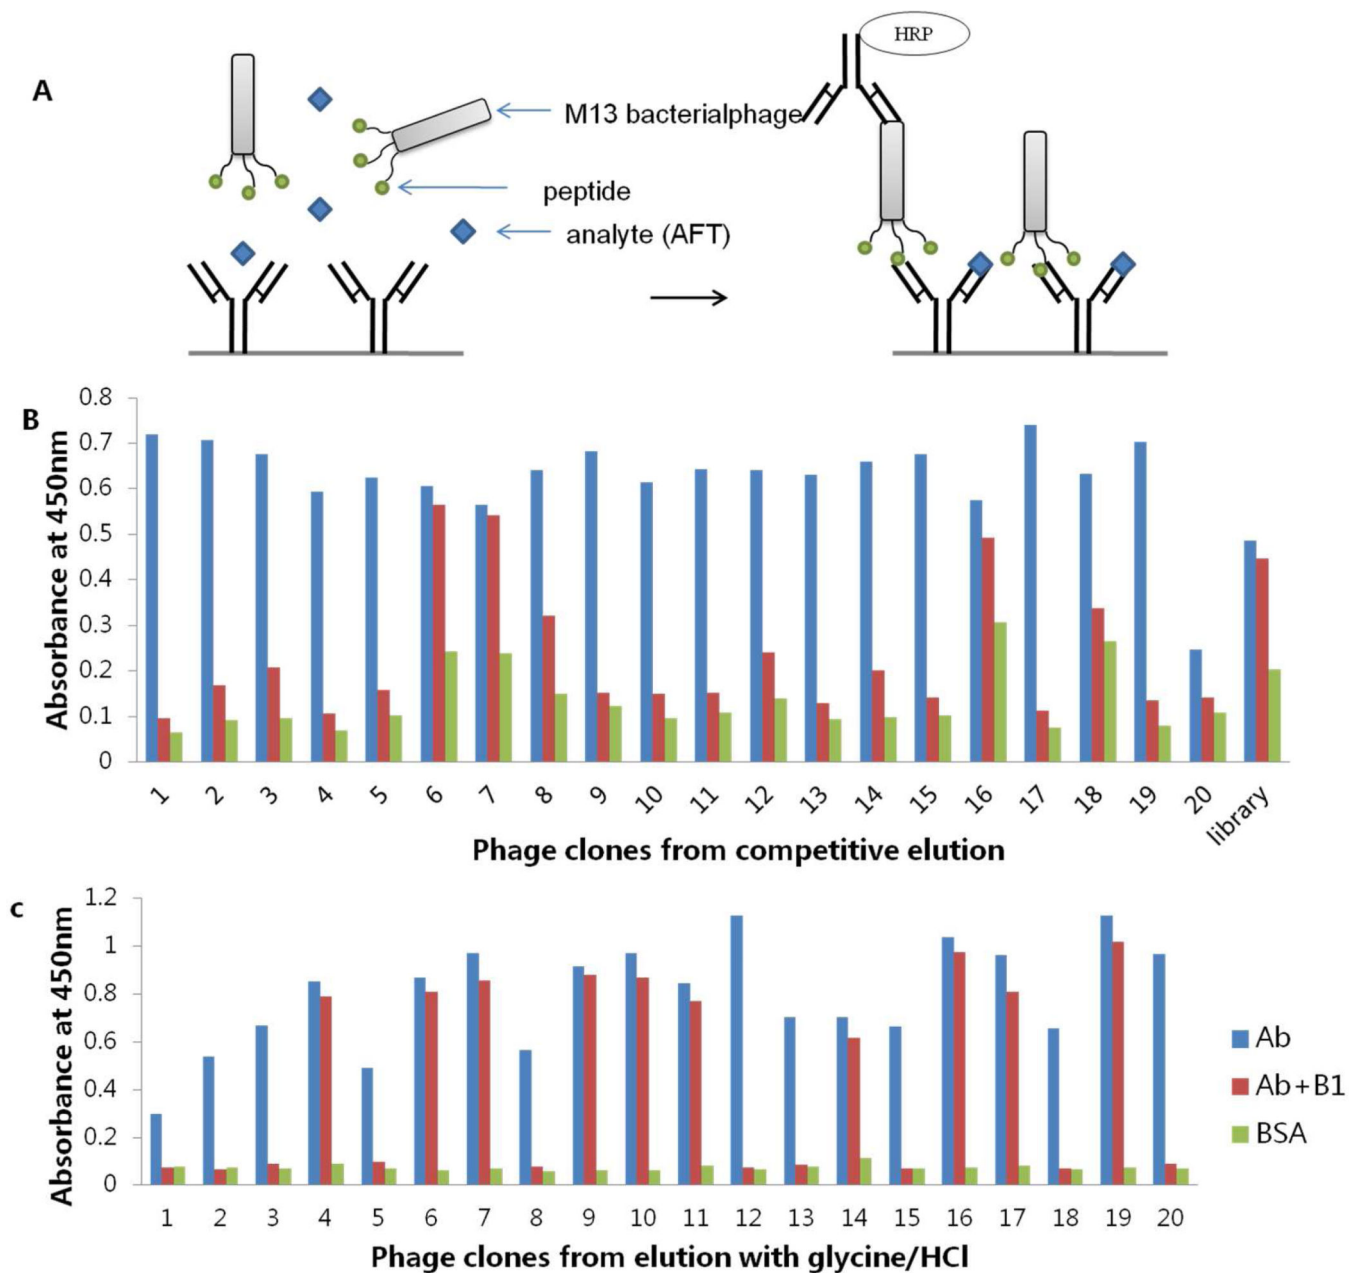 A
HRP
M13 bacterialphage
peptide
analyte (AFT)
B
Absorbance at 450nm
0.8
0.7
0.6
0.5
0.4
0.3
0.2
0.1
0
1 2 3 4 5 6 7 8 9 10 11 12 13 14 15 16 17 18 19 20 library
Phage clones from competitive elution
c
Absorbance at 450nm
1.2
1
0.8
0.6
0.4
0.2
0
1 2 3 4 5 6 7 8 9 10 11 12 13 14 15 16 17 18 19 20
Phage clones from elution with glycine/HCl
Ab
Ab+B1
BSA